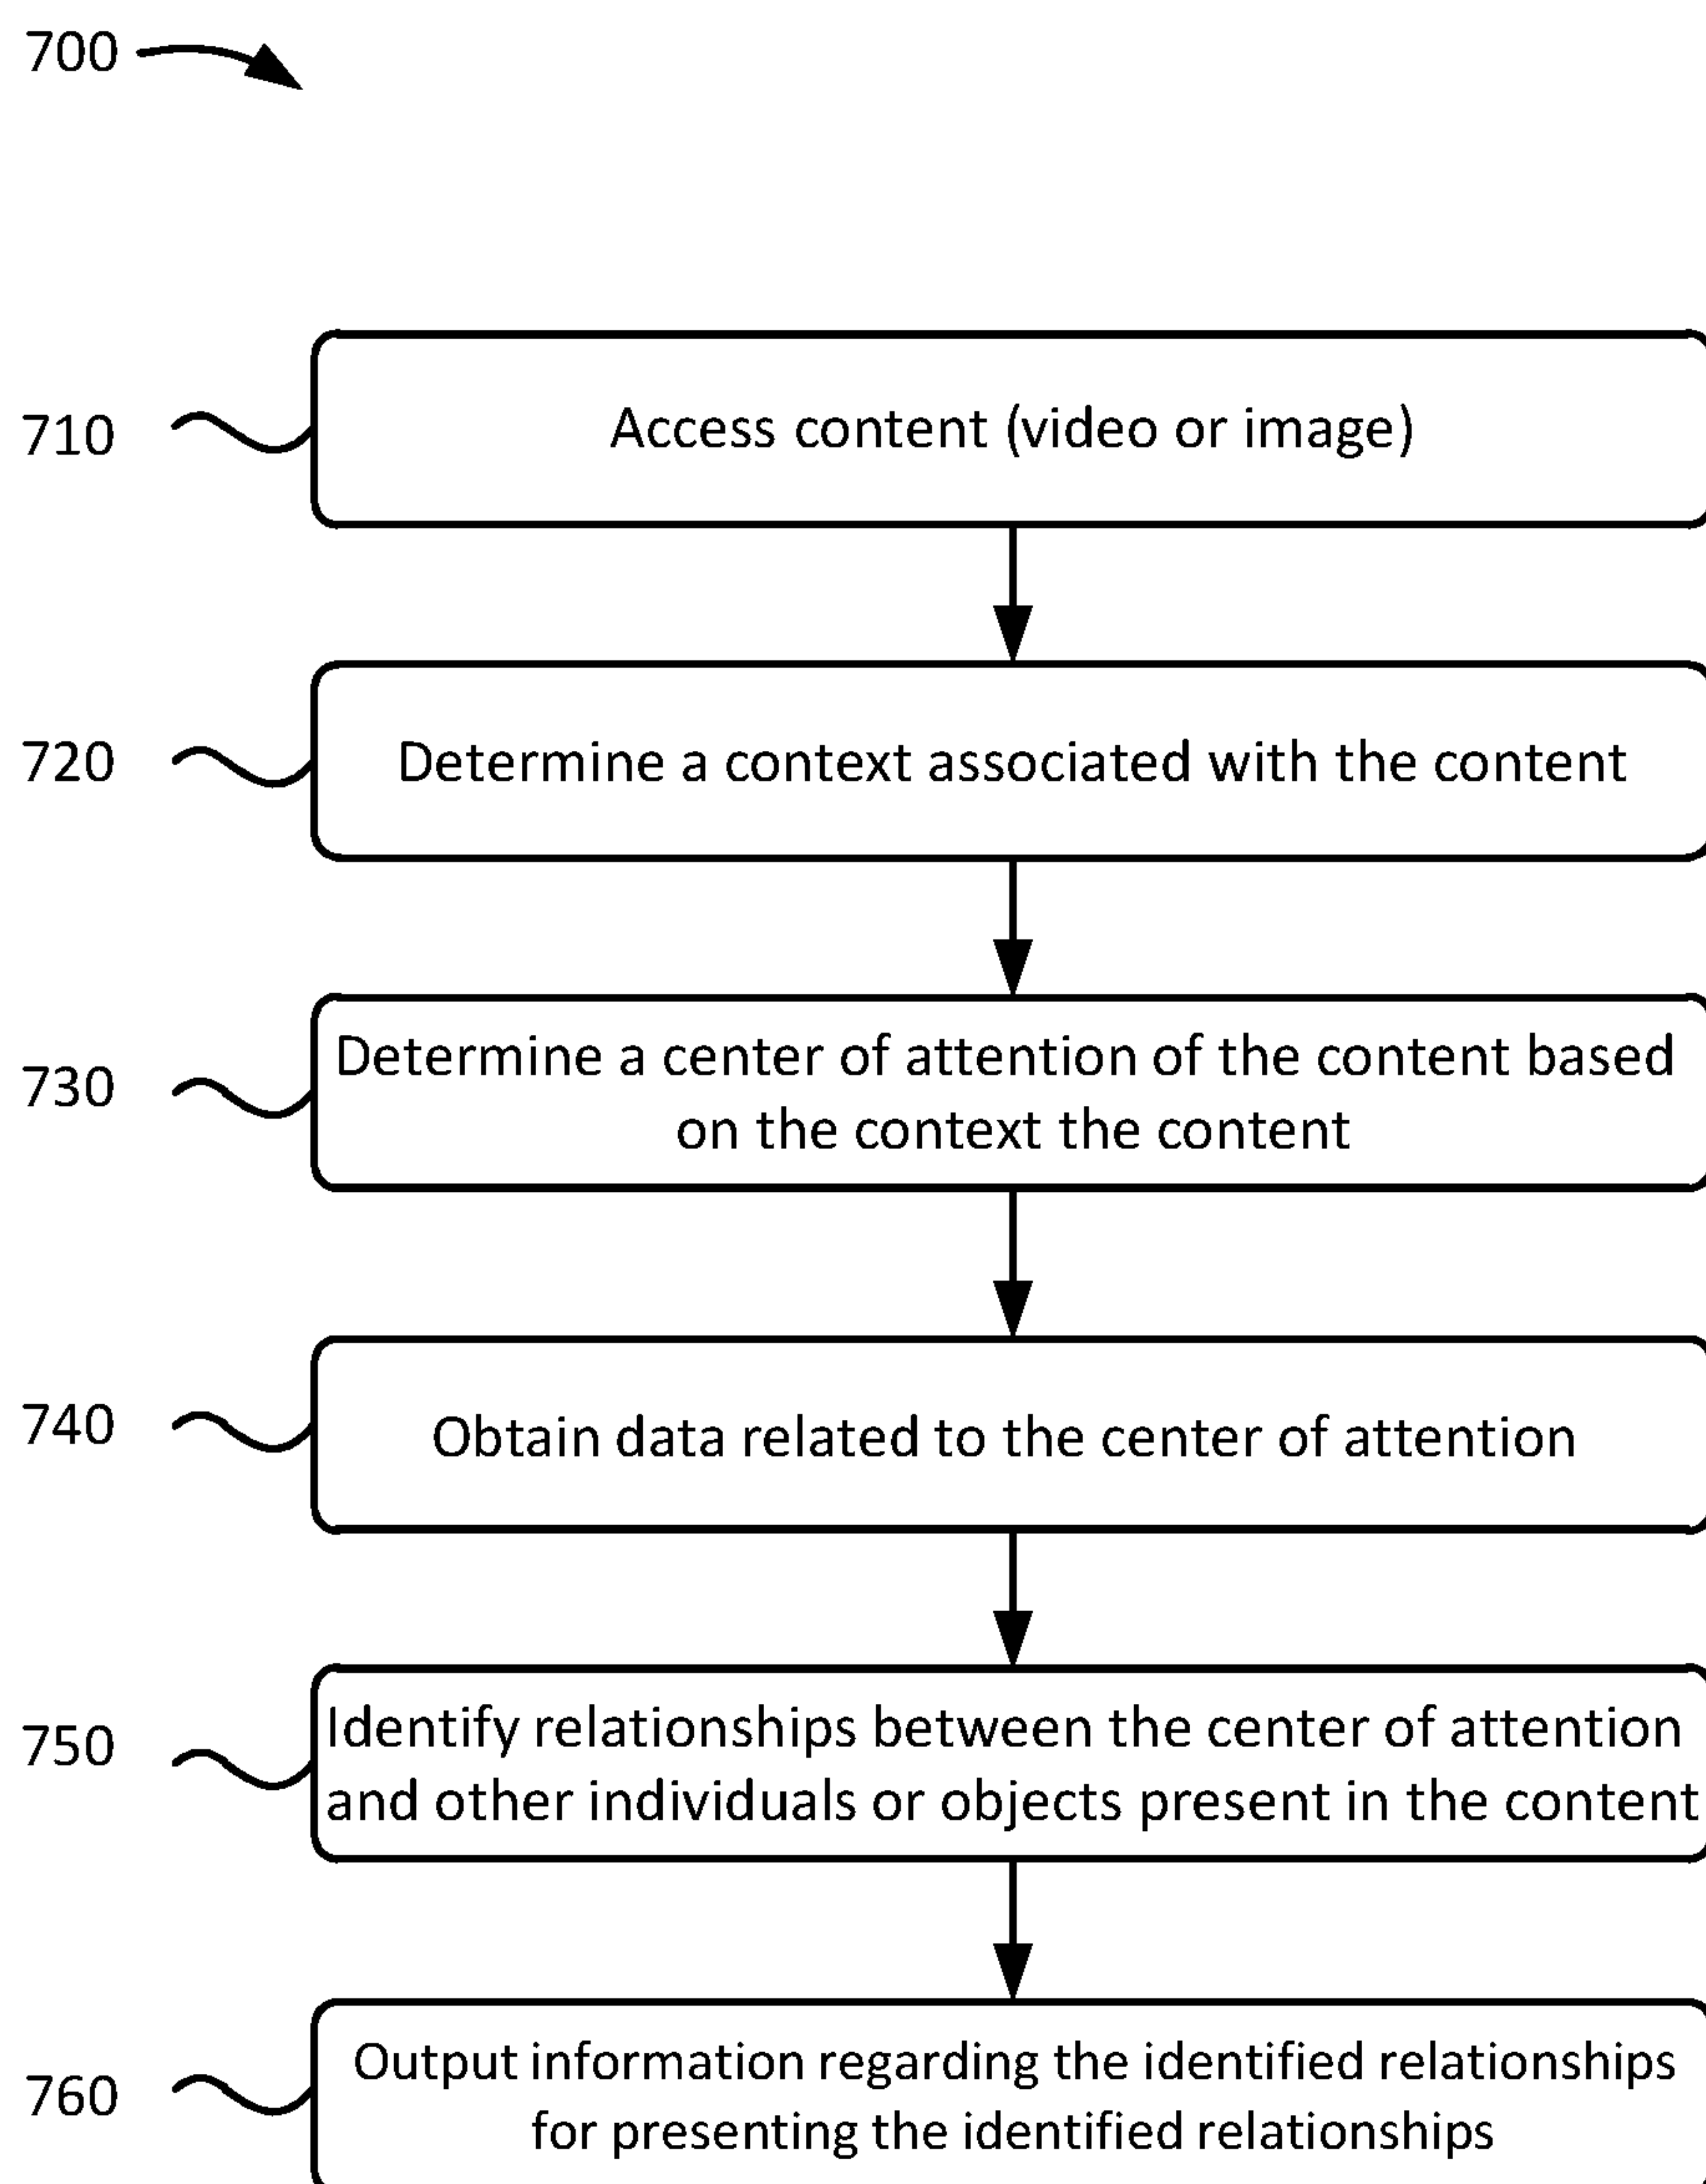 700
710
Access content (video or image)
720
Determine a context associated with the content
730
Determine a center of attention of the content based
on the context the content
740
Obtain data related to the center of attention
750
Identify relationships between the center of attention
and other individuals or objects present in the content
760
Output information regarding the identified relationships
for presenting the identified relationships